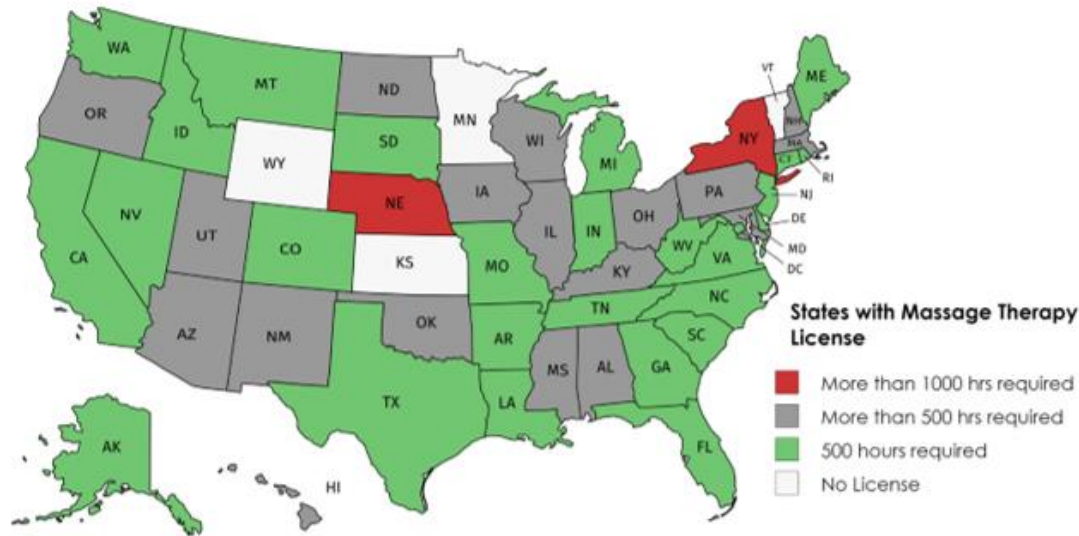 WA
MT
ND
MN
OR
ID
SD
WI
MI
VT
ME
NH
NY
MA
CT
RI
WY
NE
IA
PA
NJ
NV
UT
CO
IL
IN
OH
DE
MD
DC
CA
KS
MO
KY
WV
VA
AZ
NM
OK
AR
TN
NC
SC
MS
AL
GA
TX
LA
FL
AK
HI
States with Massage Therapy
License
More than 1000 hrs required
More than 500 hrs required
500 hours required
No License